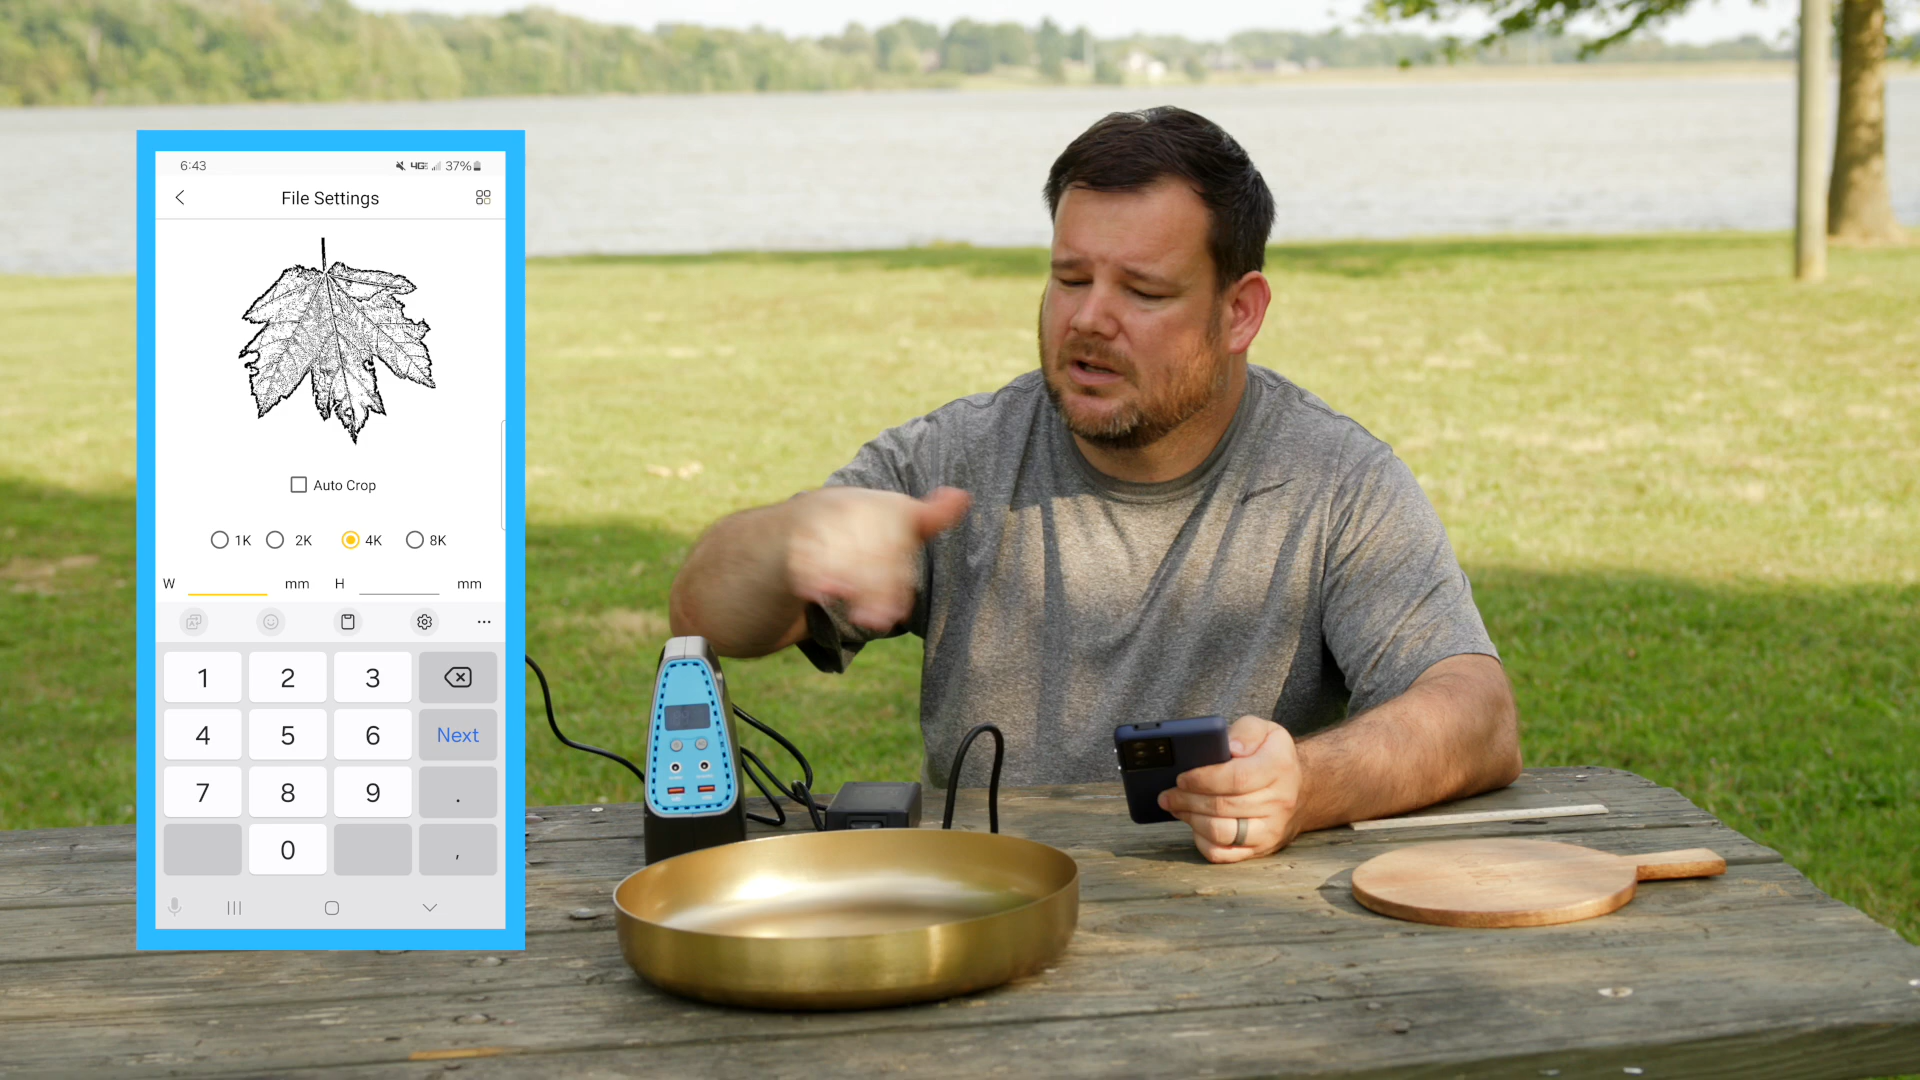 6:43 4GE 37%
File Settings
Auto Crop
1K 2K 4K 8K
W mm H mm
1 2 3
4 5 6 Next
7 8 9 .
0 ,